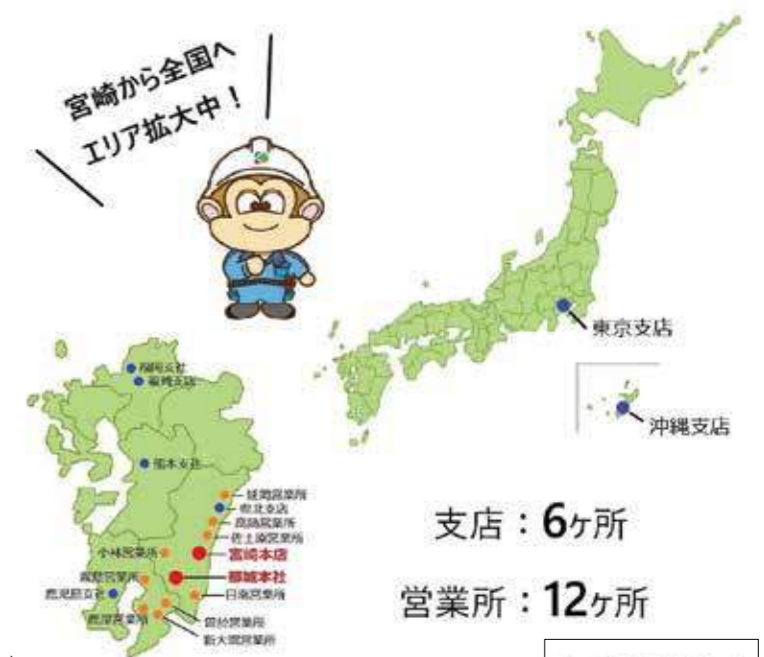 宮崎から全国へ
エリア拡大中！
東京支店
沖縄支店
福岡支社
福岡支店
熊本支社
延岡営業所
県北支店
高鍋営業所
佐土原営業所
小林営業所
宮崎本店
霧島営業所
都城本社
鹿児島支社
日南営業所
鹿屋営業所
曽於営業所
新大隅営業所
支店：6ヶ所
営業所：12ヶ所